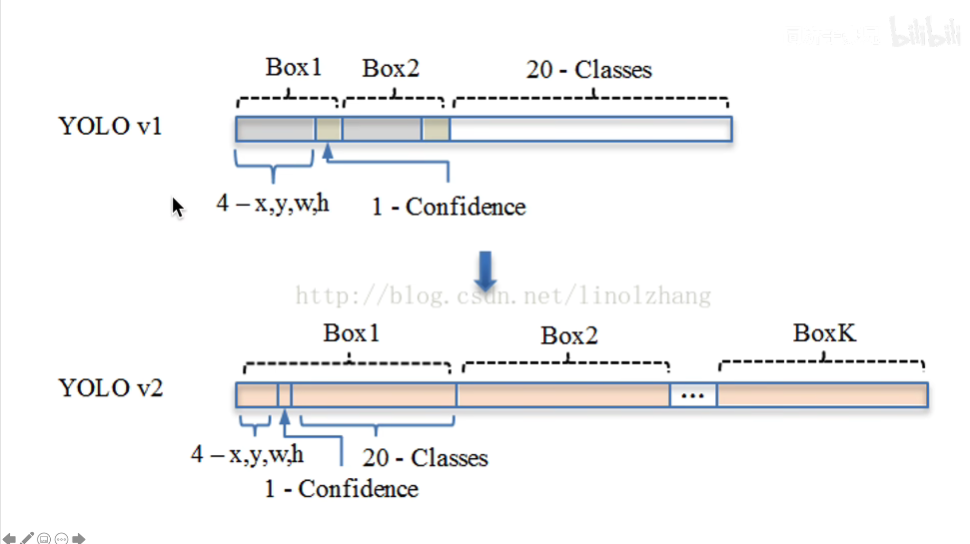 Box1
Box2
20 - Classes
YOLO v1
4 – x,y,w,h
1 - Confidence
http://blog.csdn.net/linolzhang
Box1
Box2
BoxK
YOLO v2
...
4 – x,y,w,h
20 - Classes
1 - Confidence
bilibili